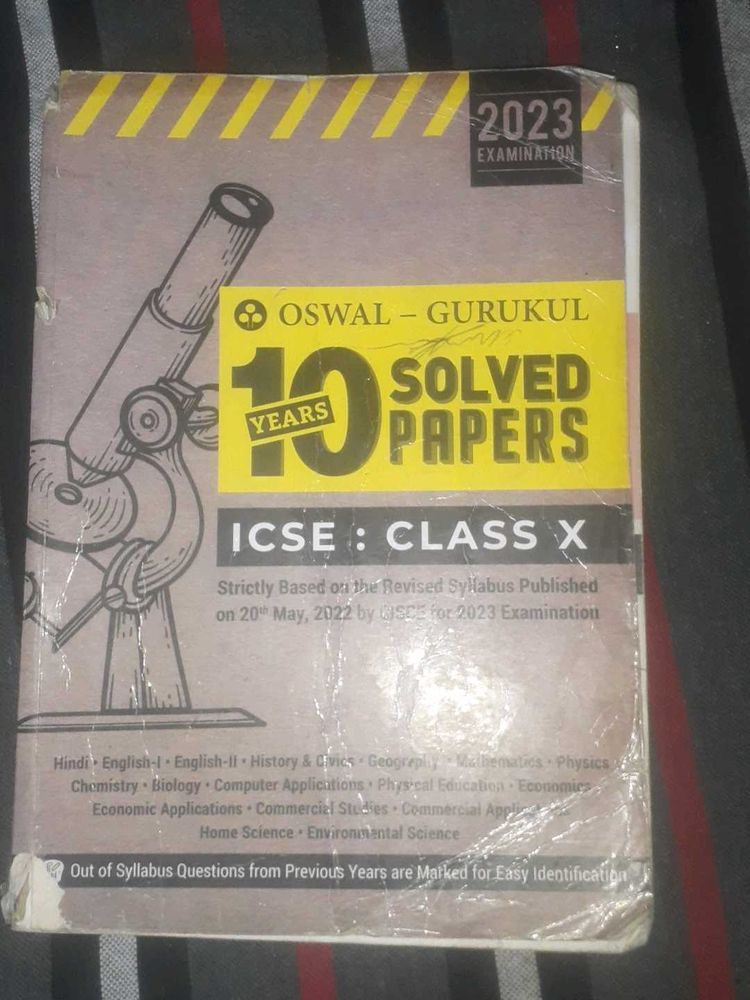 2023
EXAMINATION
OSWAL – GURUKUL
10
YEARS
SOLVED
PAPERS
ICSE : CLASS X
Strictly Based on the Revised Syllabus Published
on 20th May, 2022 by CISCE for 2023 Examination
Hindi • English-I • English-II • History & Civics • Geography • Mathematics • Physics
Chemistry • Biology • Computer Applications • Physical Education • Economics
Economic Applications • Commercial Studies • Commercial Applications
Home Science • Environmental Science
Out of Syllabus Questions from Previous Years are Marked for Easy Identification